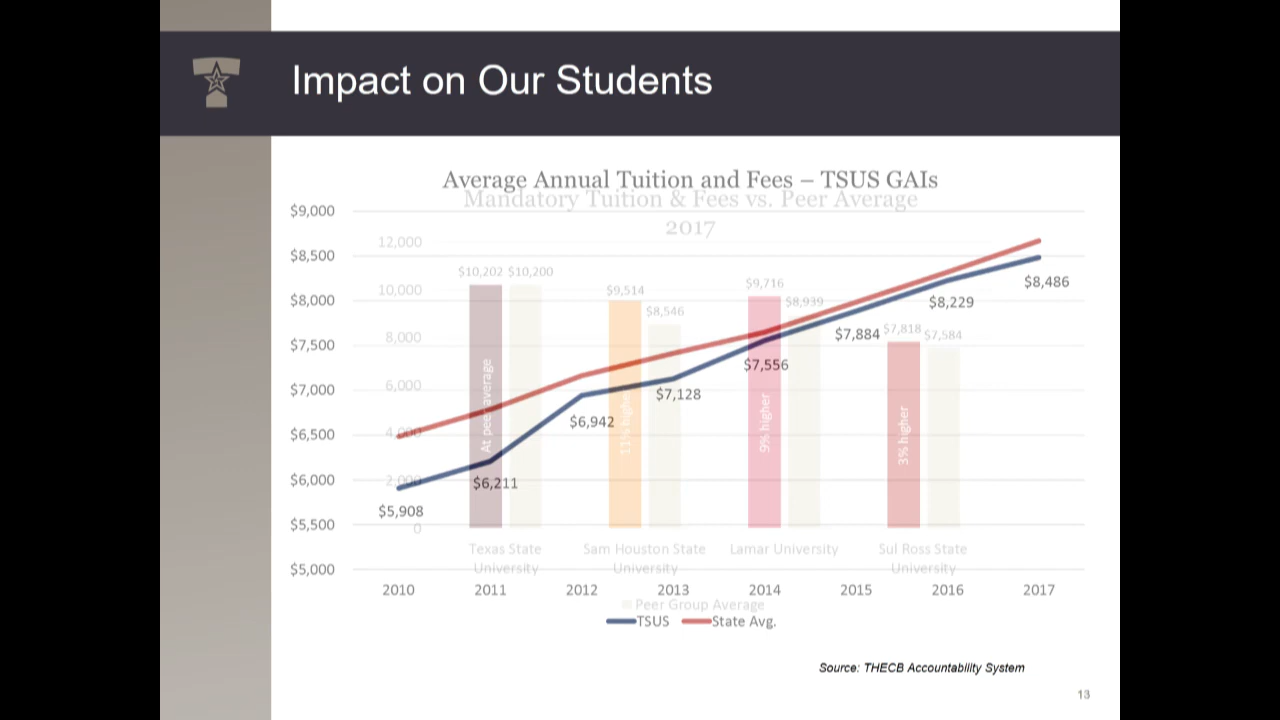 Impact on Our Students
Average Annual Tuition and Fees – TSUS GAIs
Mandatory Tuition & Fees vs. Peer Average
2017
$9,000
$8,500
$8,000
$7,500
$7,000
$6,500
$6,000
$5,500
$5,000
12,000
10,000
8,000
6,000
4,000
2,000
0
$10,202 $10,200
$9,514
$8,546
$9,716
$8,939
$7,818
$7,584
At peer average
11% higher
9% higher
3% higher
$5,908
$6,211
$6,942
$7,128
$7,556
$7,884
$8,229
$8,486
Texas State
University
Sam Houston State
University
Lamar University
Sul Ross State
University
2010 2011 2012 2013 2014 2015 2016 2017
Peer Group Average
TSUS State Avg.
Source: THECB Accountability System
13